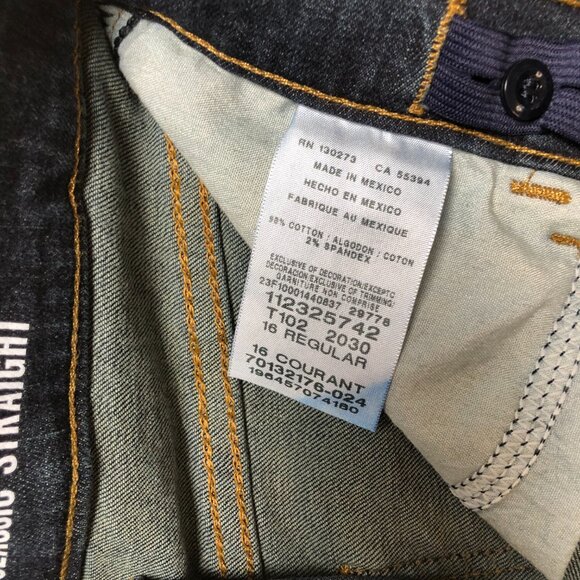 RN 130273 CA 55394
MADE IN MEXICO
HECHO EN MEXICO
FABRIQUE AU MEXIQUE
98% COTTON : ALGODON : COTON
2% SPANDEX
EXCLUSIVE OF DECORATION:EXCEPTO
DECORACION:EXCLUSIVE OF TRIMMING:
GARNITURE NON COMPRISE
23F10001440837 29778
112325742
T102 2030
16 REGULAR
16 COURANT
70132176-024
196457074180
CLASSIC STRAIGHT